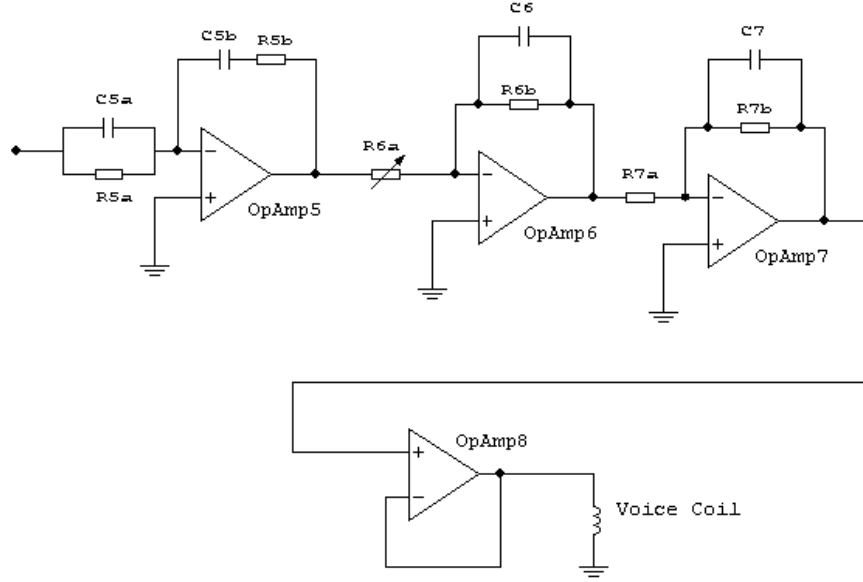 C5b
R5b
C5a
R5a
OpAmp5
R6a
C6
R6b
OpAmp6
R7a
C7
R7b
OpAmp7
OpAmp8
Voice Coil